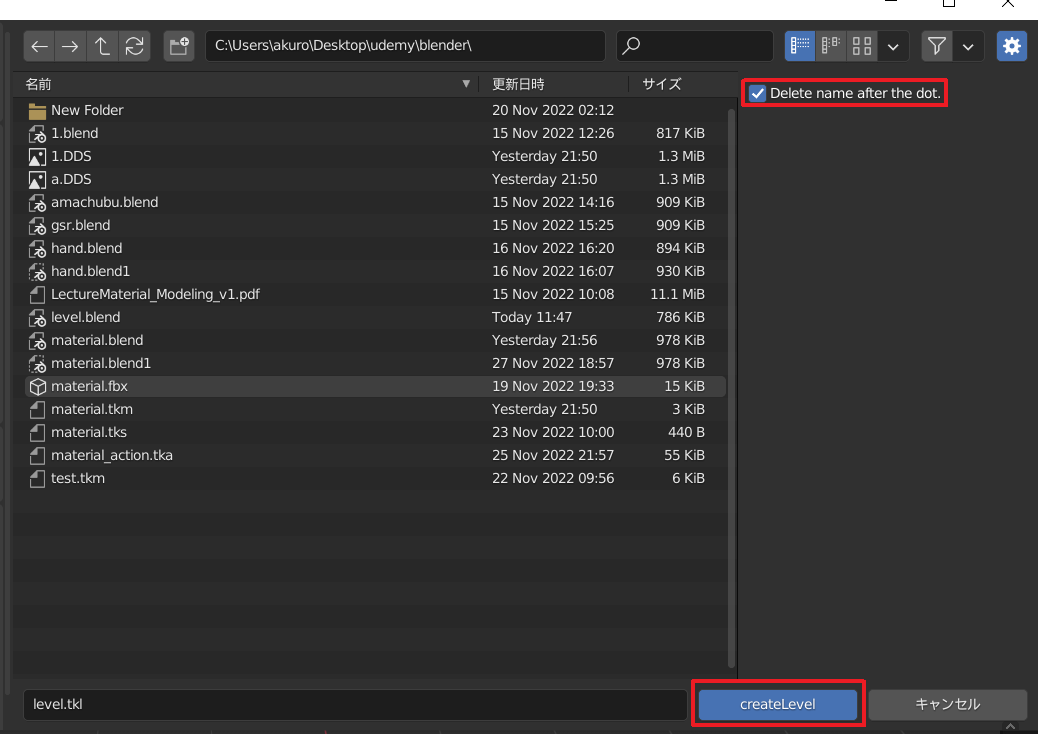 C:\Users\akuro\Desktop\udemy\blender\
名前 更新日時 サイズ
Delete name after the dot.
New Folder 20 Nov 2022 02:12
1.blend 15 Nov 2022 12:26 817 KiB
1.DDS Yesterday 21:50 1.3 MiB
a.DDS Yesterday 21:50 1.3 MiB
amachubu.blend 15 Nov 2022 14:16 909 KiB
gsr.blend 15 Nov 2022 15:25 909 KiB
hand.blend 16 Nov 2022 16:20 894 KiB
hand.blend1 16 Nov 2022 16:07 930 KiB
LectureMaterial_Modeling_v1.pdf 15 Nov 2022 10:08 11.1 MiB
level.blend Today 11:47 786 KiB
material.blend Yesterday 21:56 978 KiB
material.blend1 27 Nov 2022 18:57 978 KiB
material.fbx 19 Nov 2022 19:33 15 KiB
material.tkm Yesterday 21:50 3 KiB
material.tks 23 Nov 2022 10:00 440 B
material_action.tka 25 Nov 2022 21:57 55 KiB
test.tkm 22 Nov 2022 09:56 6 KiB
level.tkl createLevel キャンセル